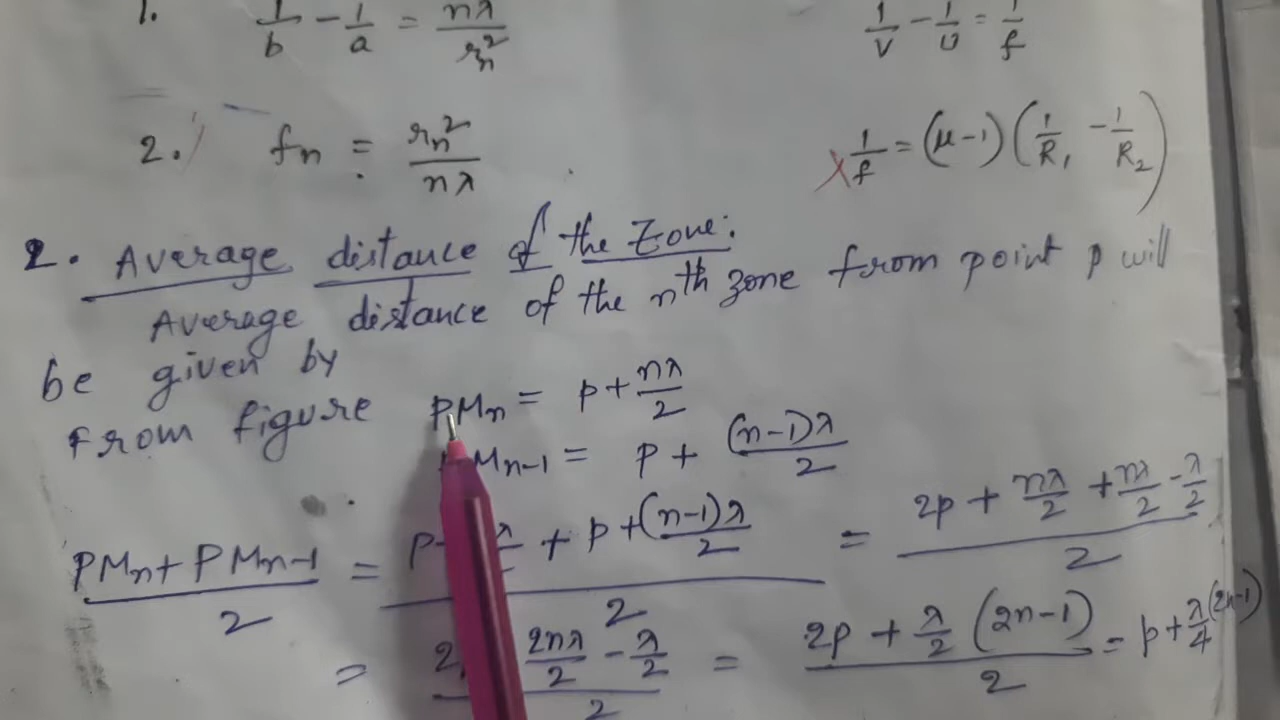 1. 1/b - 1/a = nλ/rn² 1/v - 1/u = 1/f
2. fn = rn²/nλ × 1/f = (μ-1)(1/R1 - 1/R2)
2. Average distance of the Zone:
Average distance of the nth zone from point p will
be given by
From figure PMn = p + nλ/2
Mn-1 = p + (n-1)λ/2
PMn + PMn-1 / 2 = p + λ/2 + p + (n-1)λ/2 / 2 = 2p + nλ/2 + nλ/2 - λ/2 / 2
= 2 2nλ/2 - λ/2 / 2 = 2p + λ/2 (2n-1) / 2 = p + λ/4 (2n-1)